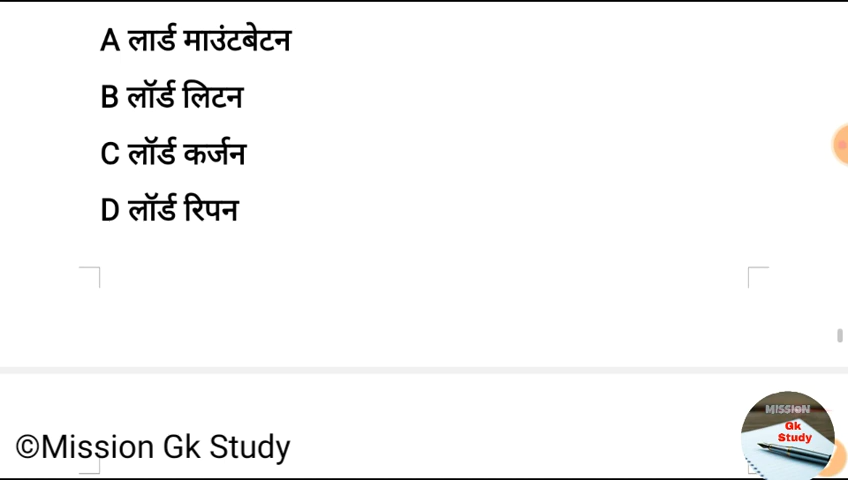 A लार्ड माउंटबेटन
B लॉर्ड लिटन
C लॉर्ड कर्जन
D लॉर्ड रिपन
©Mission Gk Study
MISSION
Gk
Study